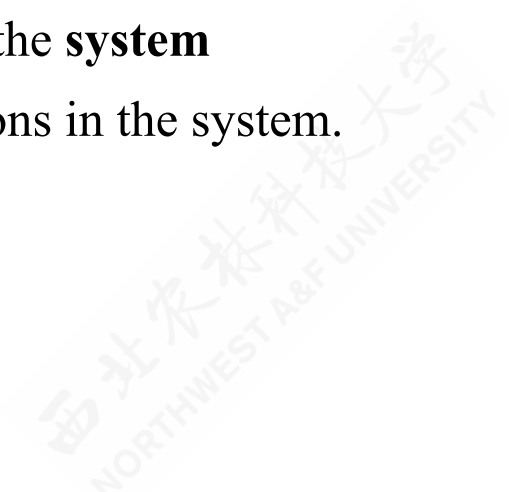 the system
ons in the system.
西北农林科技大学
NORTHWEST A&F UNIVERSITY